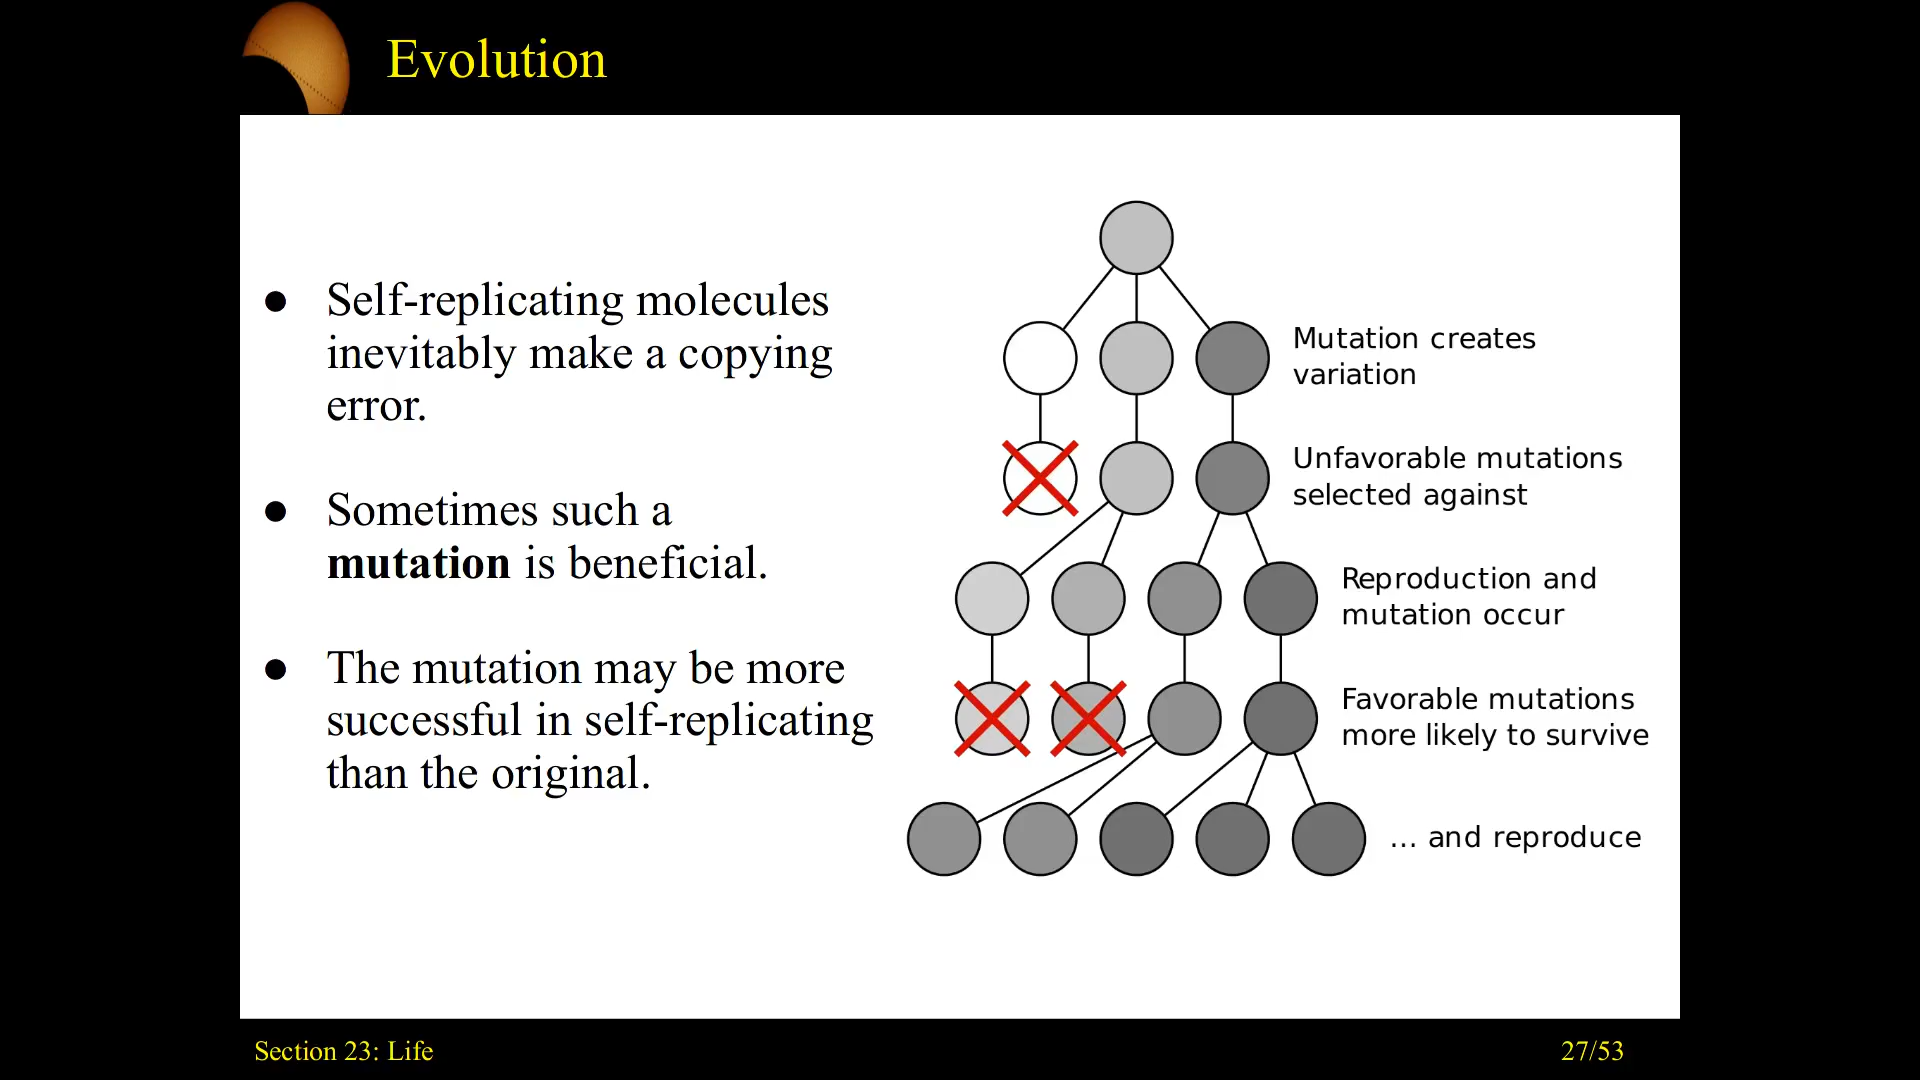 Evolution
● Self-replicating molecules
inevitably make a copying
error.
● Sometimes such a
mutation is beneficial.
● The mutation may be more
successful in self-replicating
than the original.
Mutation creates
variation
Unfavorable mutations
selected against
Reproduction and
mutation occur
Favorable mutations
more likely to survive
... and reproduce
Section 23: Life
27/53